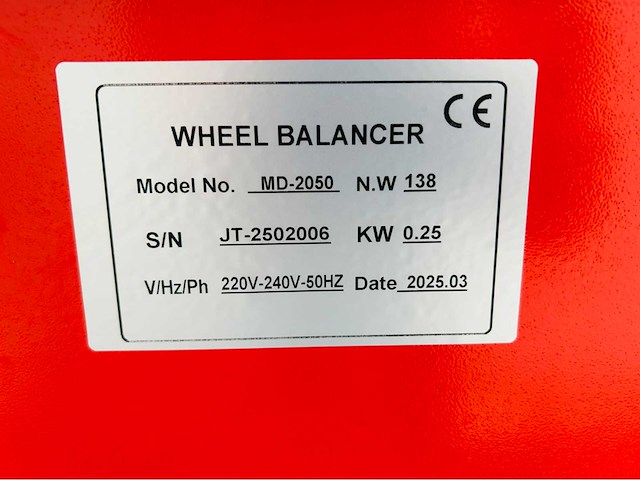 CE
WHEEL BALANCER
Model No. MD-2050 N.W 138
S/N JT-2502006 KW 0.25
V/Hz/Ph 220V-240V-50HZ Date 2025.03